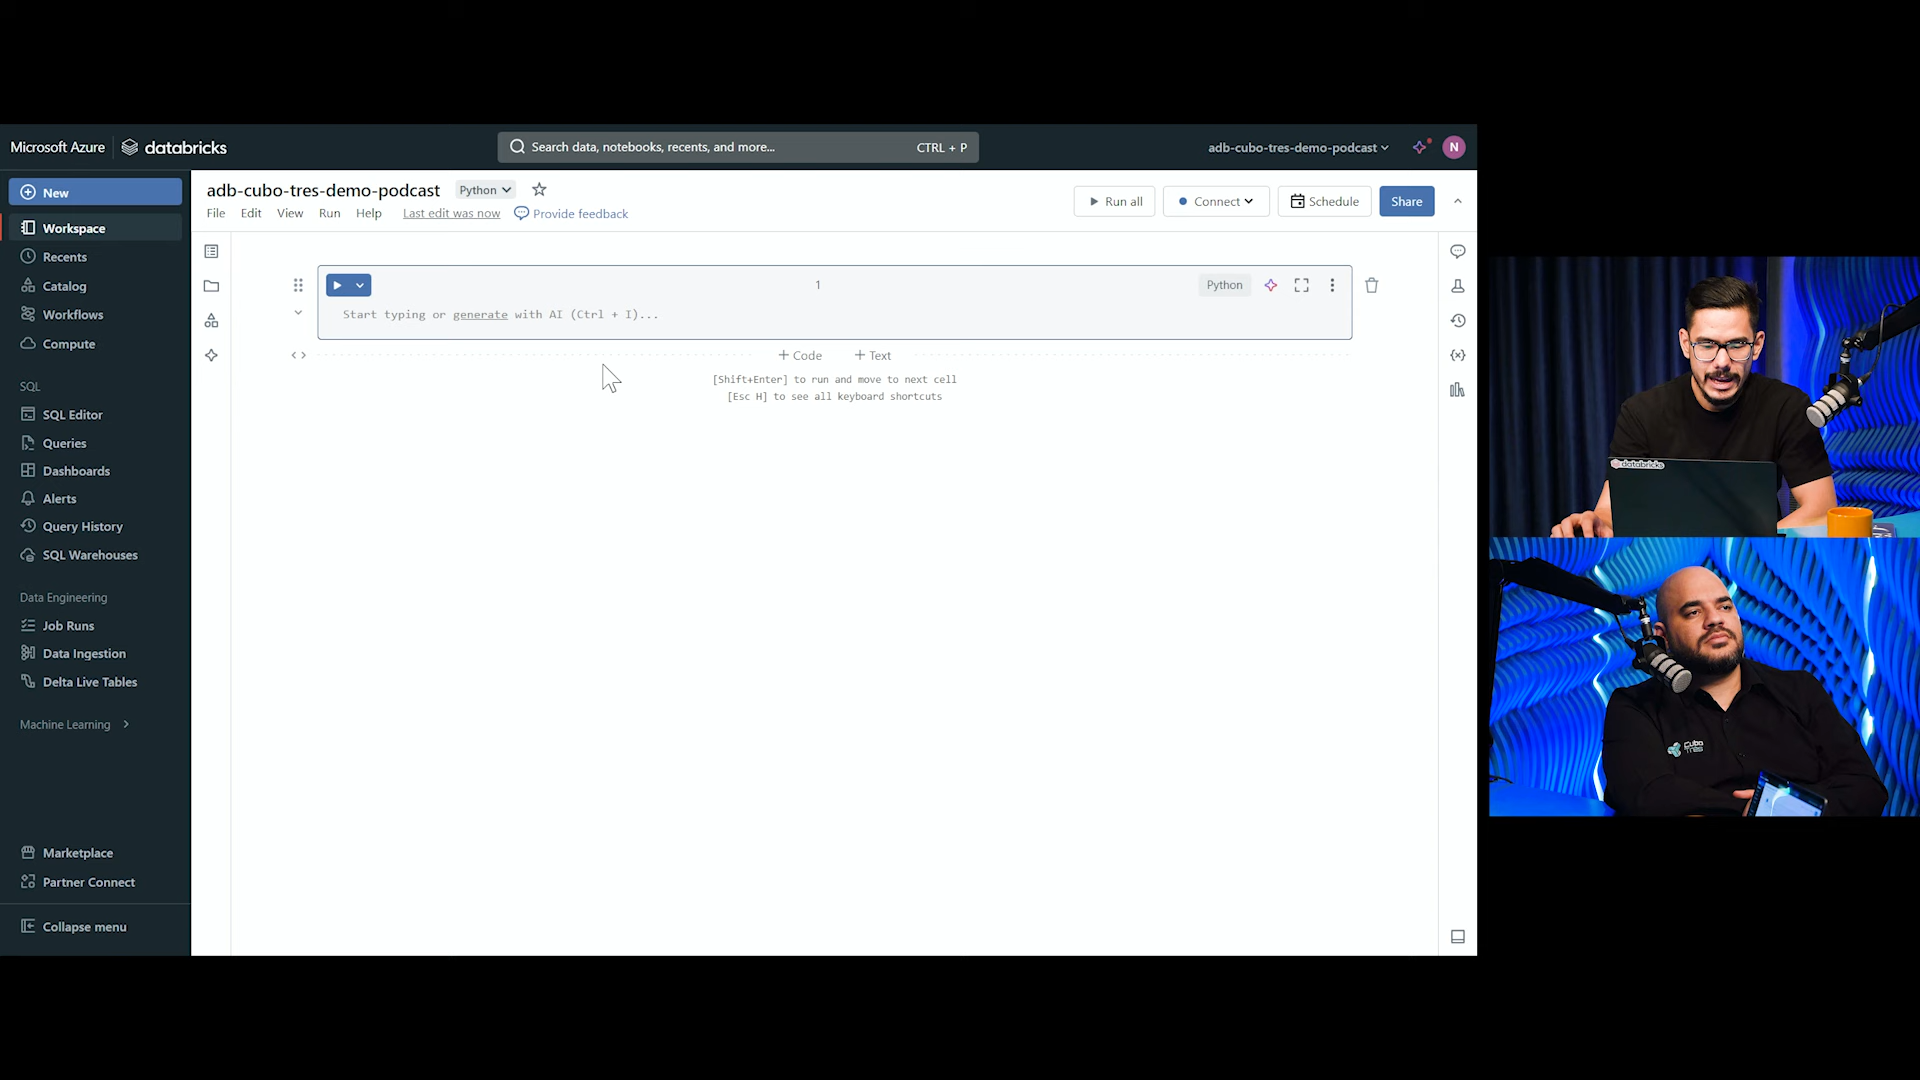 Microsoft Azure
databricks
Search data, notebooks, recents, and more...
CTRL + P
adb-cubo-tres-demo-podcast
N
New
Workspace
Recents
Catalog
Workflows
Compute
SQL
SQL Editor
Queries
Dashboards
Alerts
Query History
SQL Warehouses
Data Engineering
Job Runs
Data Ingestion
Delta Live Tables
Machine Learning
Marketplace
Partner Connect
Collapse menu
adb-cubo-tres-demo-podcast
Python
File Edit View Run Help Last edit was now Provide feedback
Run all
Connect
Schedule
Share
1
Python
Start typing or generate with AI (Ctrl + I)...
+ Code + Text
[Shift+Enter] to run and move to next cell
[Esc H] to see all keyboard shortcuts
databricks
Cubo
Tres